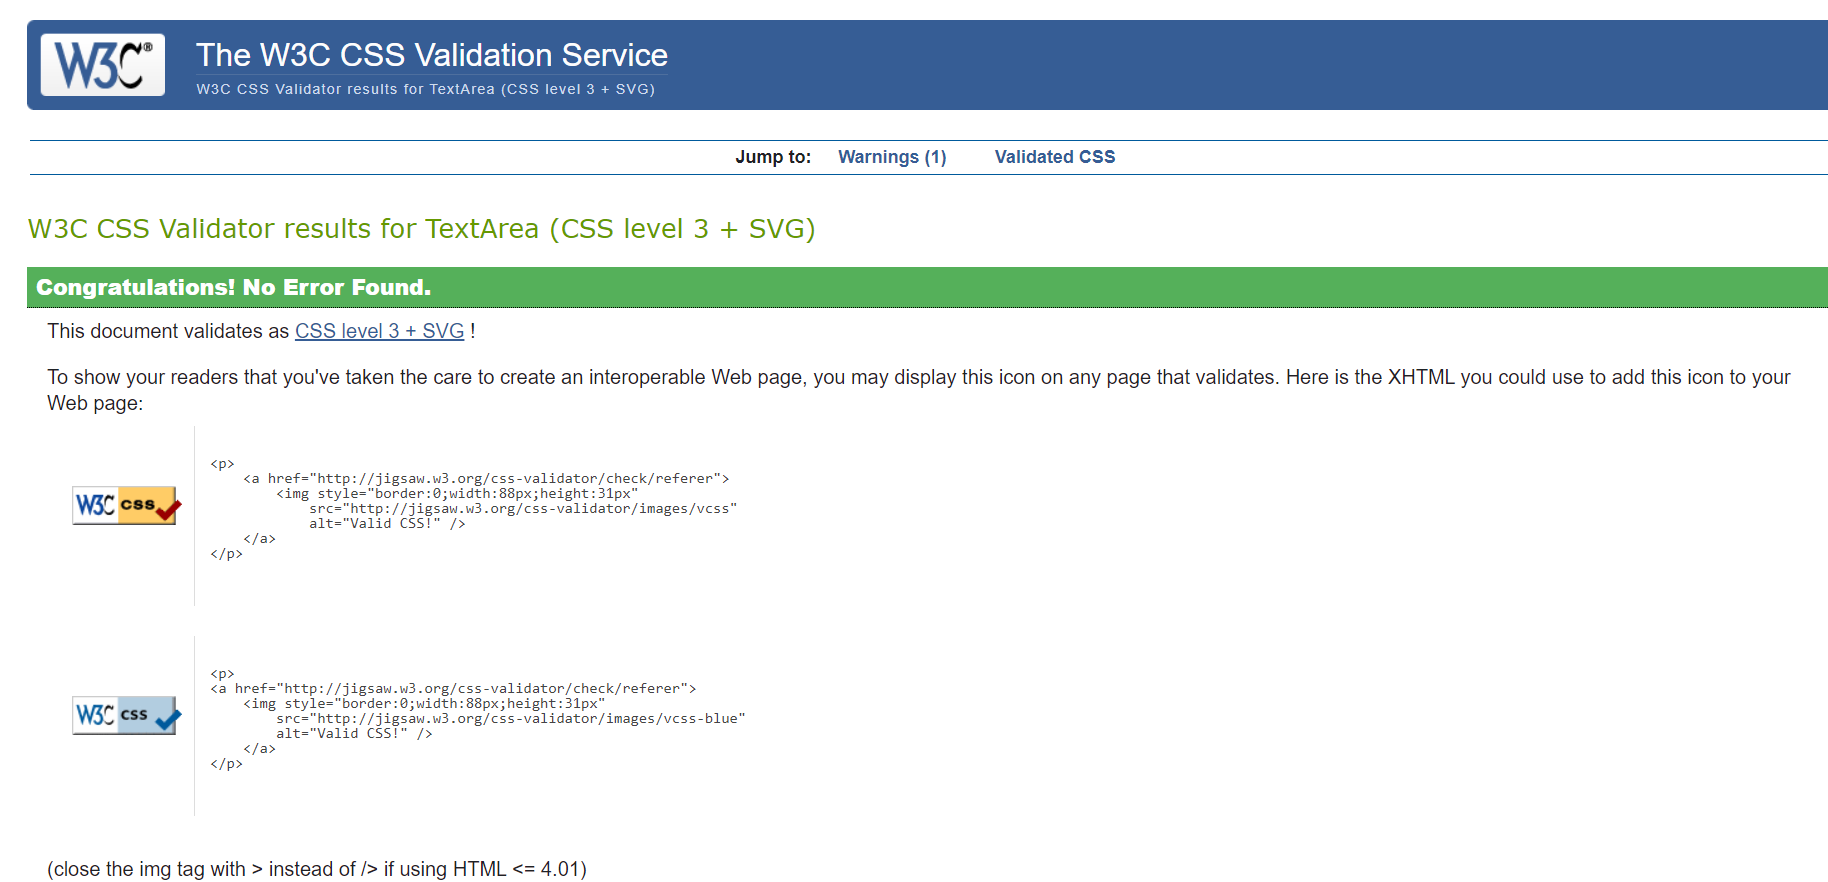 W3C®
The W3C CSS Validation Service
W3C CSS Validator results for TextArea (CSS level 3 + SVG)
Jump to: Warnings (1) Validated CSS
W3C CSS Validator results for TextArea (CSS level 3 + SVG)
Congratulations! No Error Found.
This document validates as CSS level 3 + SVG !
To show your readers that you've taken the care to create an interoperable Web page, you may display this icon on any page that validates. Here is the XHTML you could use to add this icon to your
Web page:
W3C css
<p>
    <a href="http://jigsaw.w3.org/css-validator/check/referer">
        <img style="border:0;width:88px;height:31px"
            src="http://jigsaw.w3.org/css-validator/images/vcss"
            alt="Valid CSS!" />
    </a>
</p>
W3C css
<p>
<a href="http://jigsaw.w3.org/css-validator/check/referer">
    <img style="border:0;width:88px;height:31px"
        src="http://jigsaw.w3.org/css-validator/images/vcss-blue"
        alt="Valid CSS!" />
    </a>
</p>
(close the img tag with > instead of /> if using HTML <= 4.01)